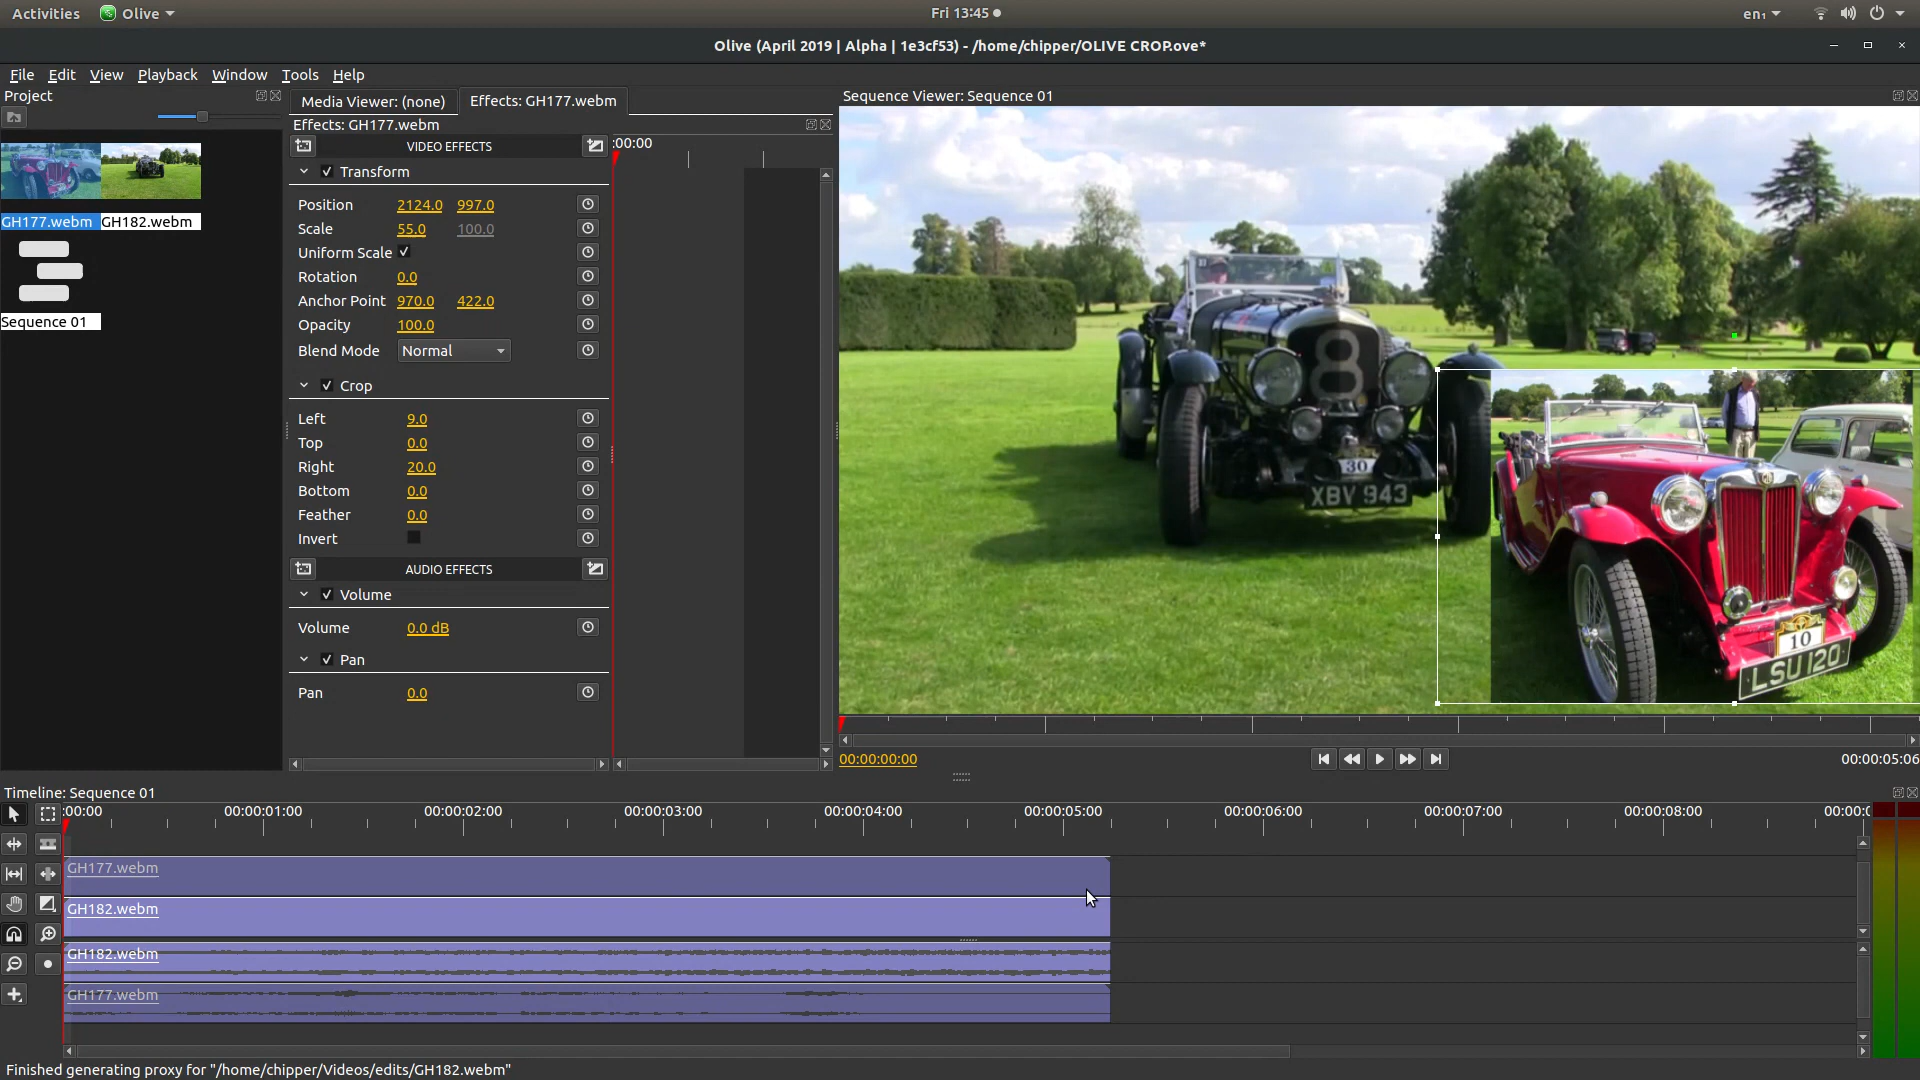 Activities Olive Fri 13:45 en₁
Olive (April 2019 | Alpha | 1e3cf53) - /home/chipper/OLIVE CROP.ove*
File Edit View Playback Window Tools Help
Project
Media Viewer: (none) Effects: GH177.webm
Sequence Viewer: Sequence 01
Effects: GH177.webm
VIDEO EFFECTS
:00:00
Transform
Position 2124.0 997.0
Scale 55.0 100.0
Uniform Scale
Rotation 0.0
Anchor Point 970.0 422.0
Opacity 100.0
Blend Mode Normal
Crop
Left 9.0
Top 0.0
Right 20.0
Bottom 0.0
Feather 0.0
Invert
AUDIO EFFECTS
Volume
Volume 0.0 dB
Pan
Pan 0.0
GH177.webm GH182.webm
Sequence 01
8
30
XBV 943
MG
10
LSU 120
00:00:00:00 00:00:05:06
Timeline: Sequence 01
:00:00 00:00:01:00 00:00:02:00 00:00:03:00 00:00:04:00 00:00:05:00 00:00:06:00 00:00:07:00 00:00:08:00 00:00:0
GH177.webm
GH182.webm
GH182.webm
GH177.webm
Finished generating proxy for "/home/chipper/Videos/edits/GH182.webm"